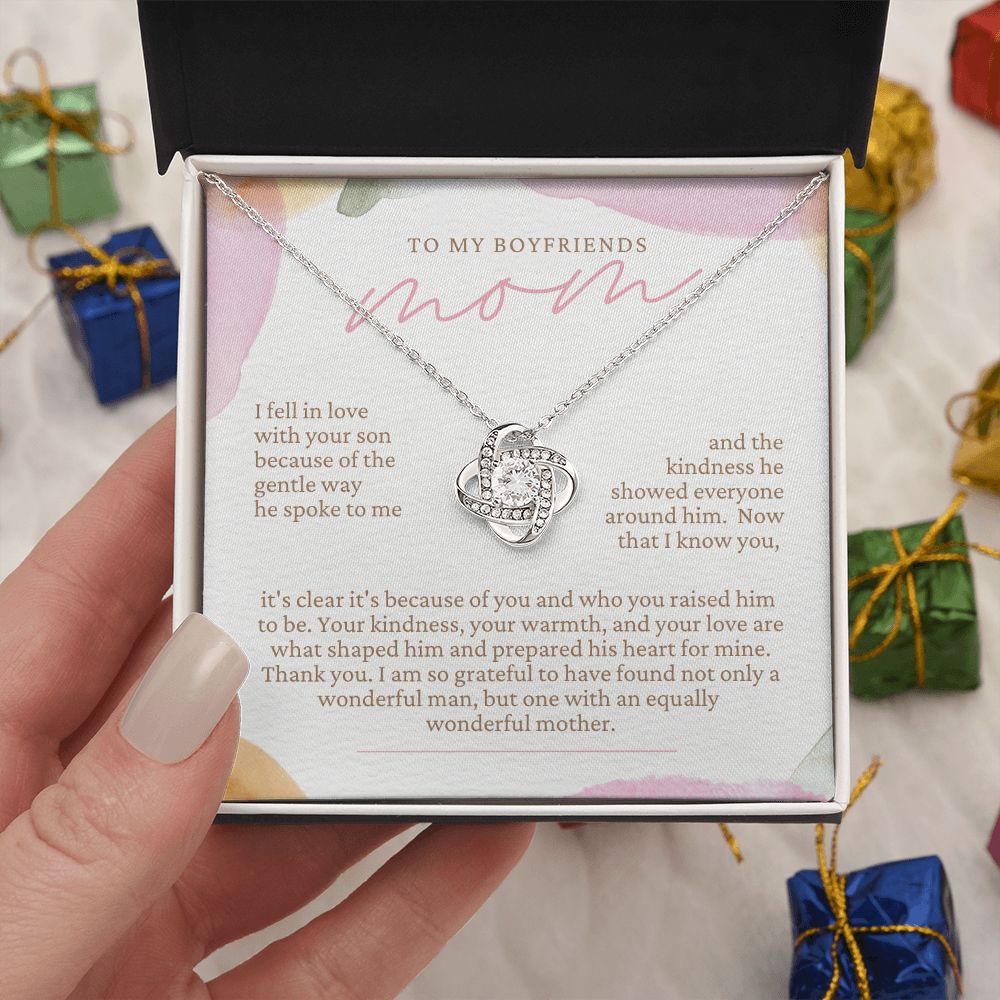 TO MY BOYFRIENDS
mom
I fell in love
with your son
because of the
gentle way
he spoke to me
and the
kindness he
showed everyone
around him. Now
that I know you,
it's clear it's because of you and who you raised him
to be. Your kindness, your warmth, and your love are
what shaped him and prepared his heart for mine.
Thank you. I am so grateful to have found not only a
wonderful man, but one with an equally
wonderful mother.